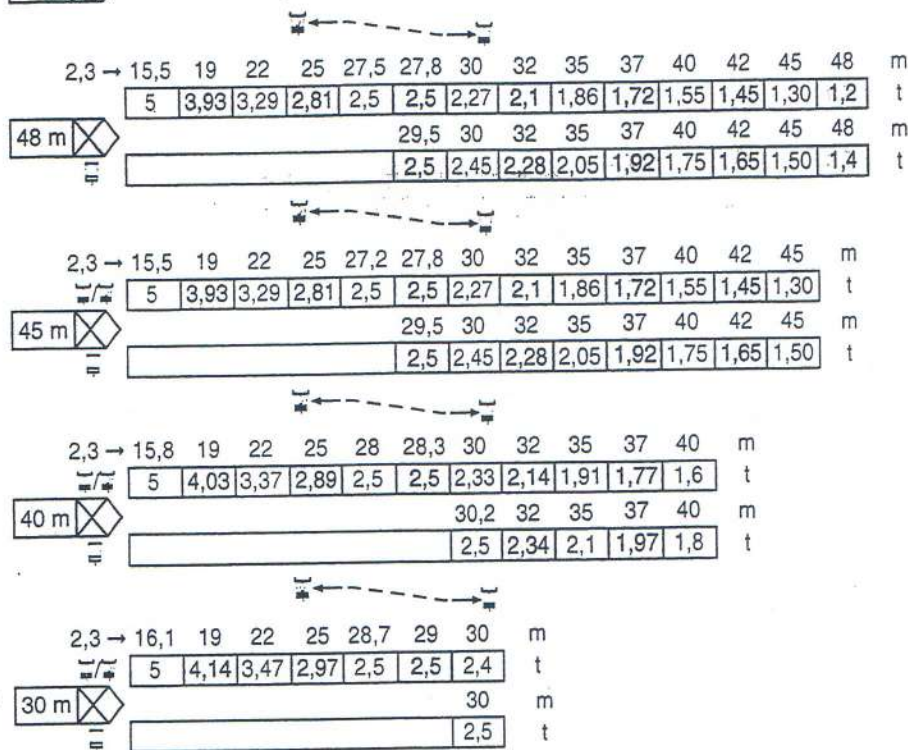 2,3 → 15,5 19 22 25 27,5 27,8 30 32 35 37 40 42 45 48 m
5 3,93 3,29 2,81 2,5 2,5 2,27 2,1 1,86 1,72 1,55 1,45 1,30 1,2 t
48 m
29,5 30 32 35 37 40 42 45 48 m
2,5 2,45 2,28 2,05 1,92 1,75 1,65 1,50 1,4 t
2,3 → 15,5 19 22 25 27,2 27,8 30 32 35 37 40 42 45 m
5 3,93 3,29 2,81 2,5 2,5 2,27 2,1 1,86 1,72 1,55 1,45 1,30 t
45 m
29,5 30 32 35 37 40 42 45 m
2,5 2,45 2,28 2,05 1,92 1,75 1,65 1,50 t
2,3 → 15,8 19 22 25 28 28,3 30 32 35 37 40 m
5 4,03 3,37 2,89 2,5 2,5 2,33 2,14 1,91 1,77 1,6 t
40 m
30,2 32 35 37 40 m
2,5 2,34 2,1 1,97 1,8 t
2,3 → 16,1 19 22 25 28,7 29 30 m
5 4,14 3,47 2,97 2,5 2,5 2,4 t
30 m
30 m
2,5 t